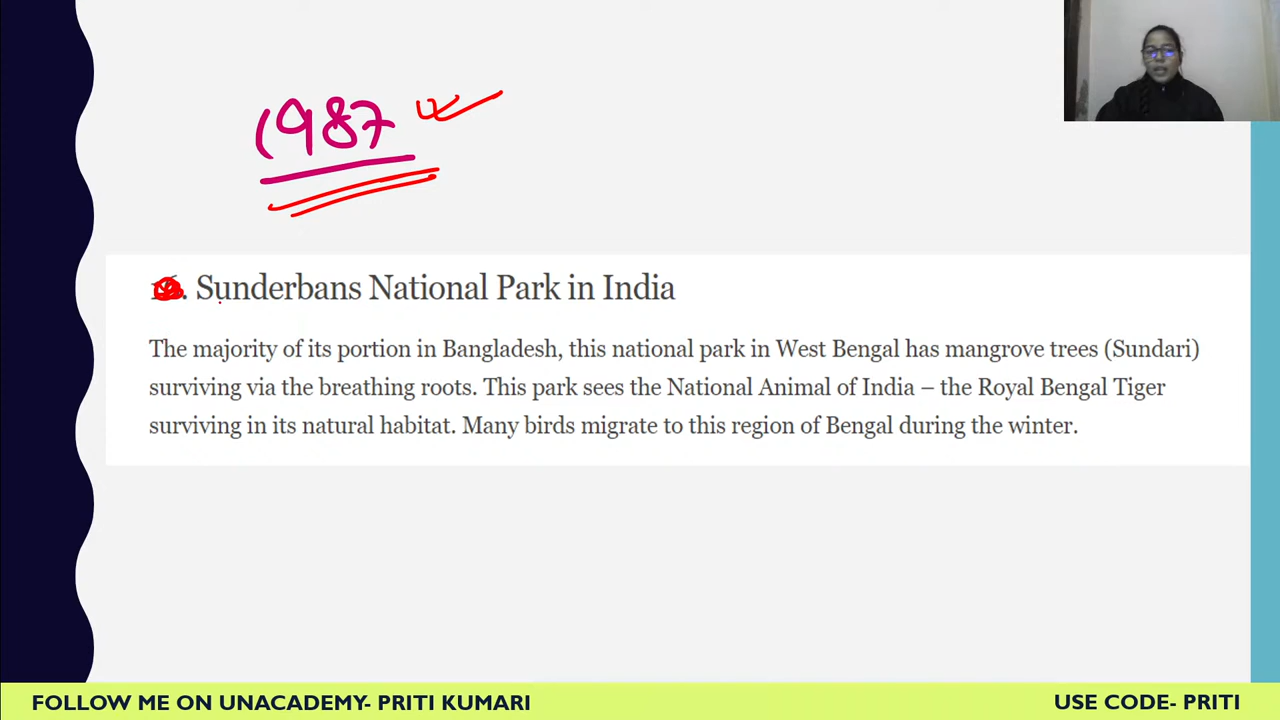 1987
. Sunderbans National Park in India
The majority of its portion in Bangladesh, this national park in West Bengal has mangrove trees (Sundari)
surviving via the breathing roots. This park sees the National Animal of India – the Royal Bengal Tiger
surviving in its natural habitat. Many birds migrate to this region of Bengal during the winter.
FOLLOW ME ON UNACADEMY- PRITI KUMARI
USE CODE- PRITI